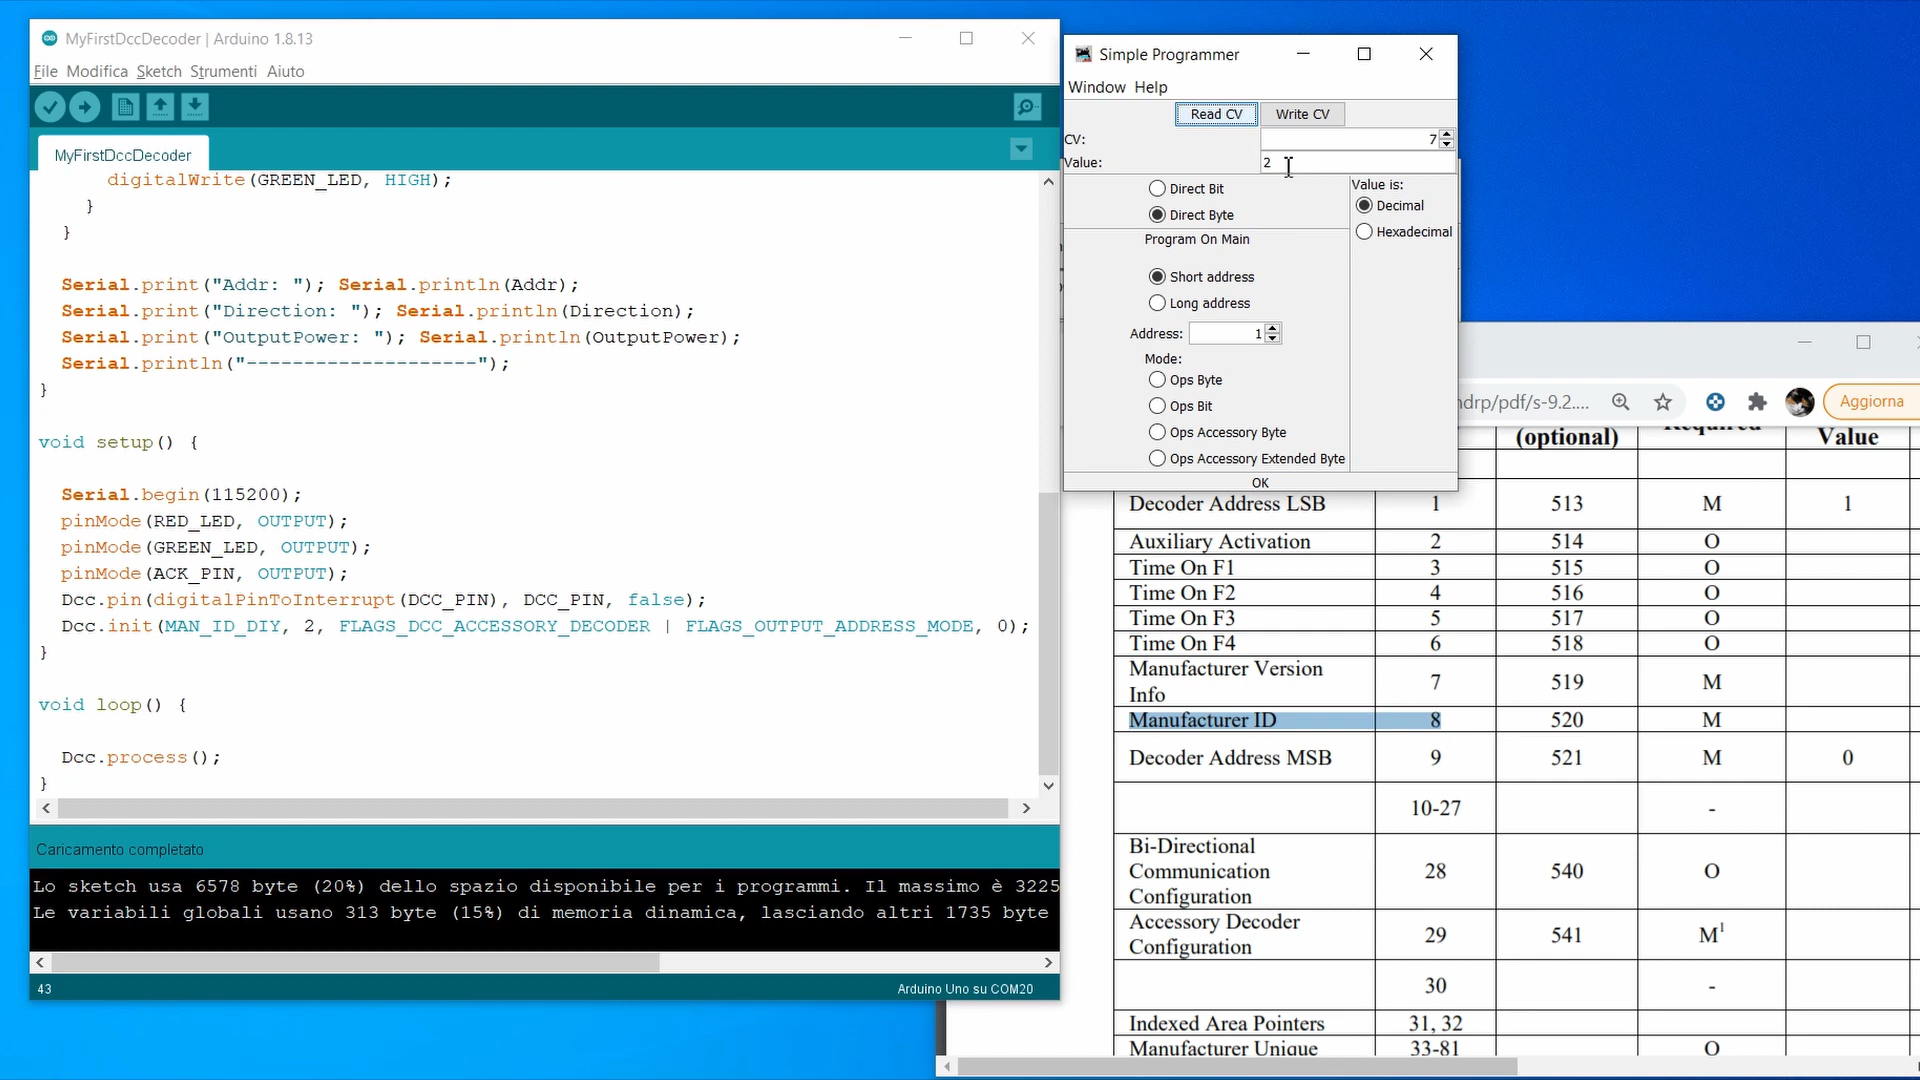 MyFirstDccDecoder | Arduino 1.8.13
File Modifica Sketch Strumenti Aiuto
MyFirstDccDecoder
digitalWrite(GREEN_LED, HIGH);
}
}
Serial.print("Addr: "); Serial.println(Addr);
Serial.print("Direction: "); Serial.println(Direction);
Serial.print("OutputPower: "); Serial.println(OutputPower);
Serial.println("--------------------");
}
void setup() {
Serial.begin(115200);
pinMode(RED_LED, OUTPUT);
pinMode(GREEN_LED, OUTPUT);
pinMode(ACK_PIN, OUTPUT);
Dcc.pin(digitalPinToInterrupt(DCC_PIN), DCC_PIN, false);
Dcc.init(MAN_ID_DIY, 2, FLAGS_DCC_ACCESSORY_DECODER | FLAGS_OUTPUT_ADDRESS_MODE, 0);
}
void loop() {
Dcc.process();
}
Caricamento completato
Lo sketch usa 6578 byte (20%) dello spazio disponibile per i programmi. Il massimo è 3225
Le variabili globali usano 313 byte (15%) di memoria dinamica, lasciando altri 1735 byte
43
Arduino Uno su COM20
Simple Programmer
Window Help
Read CV Write CV
CV: 7
Value: 2
Direct Bit
Direct Byte
Value is:
Decimal
Hexadecimal
Program On Main
Short address
Long address
Address: 1
Mode:
Ops Byte
Ops Bit
Ops Accessory Byte
Ops Accessory Extended Byte
OK
ndrp/pdf/s-9.2.... Aggiorna
(optional) Required Value
Decoder Address LSB 1 513 M 1
Auxiliary Activation 2 514 O
Time On F1 3 515 O
Time On F2 4 516 O
Time On F3 5 517 O
Time On F4 6 518 O
Manufacturer Version
Info 7 519 M
Manufacturer ID 8 520 M
Decoder Address MSB 9 521 M 0
10-27 -
Bi-Directional
Communication 28 540 O
Configuration
Accessory Decoder
Configuration 29 541 M1
30 -
Indexed Area Pointers 31, 32
Manufacturer Unique 33-81 O